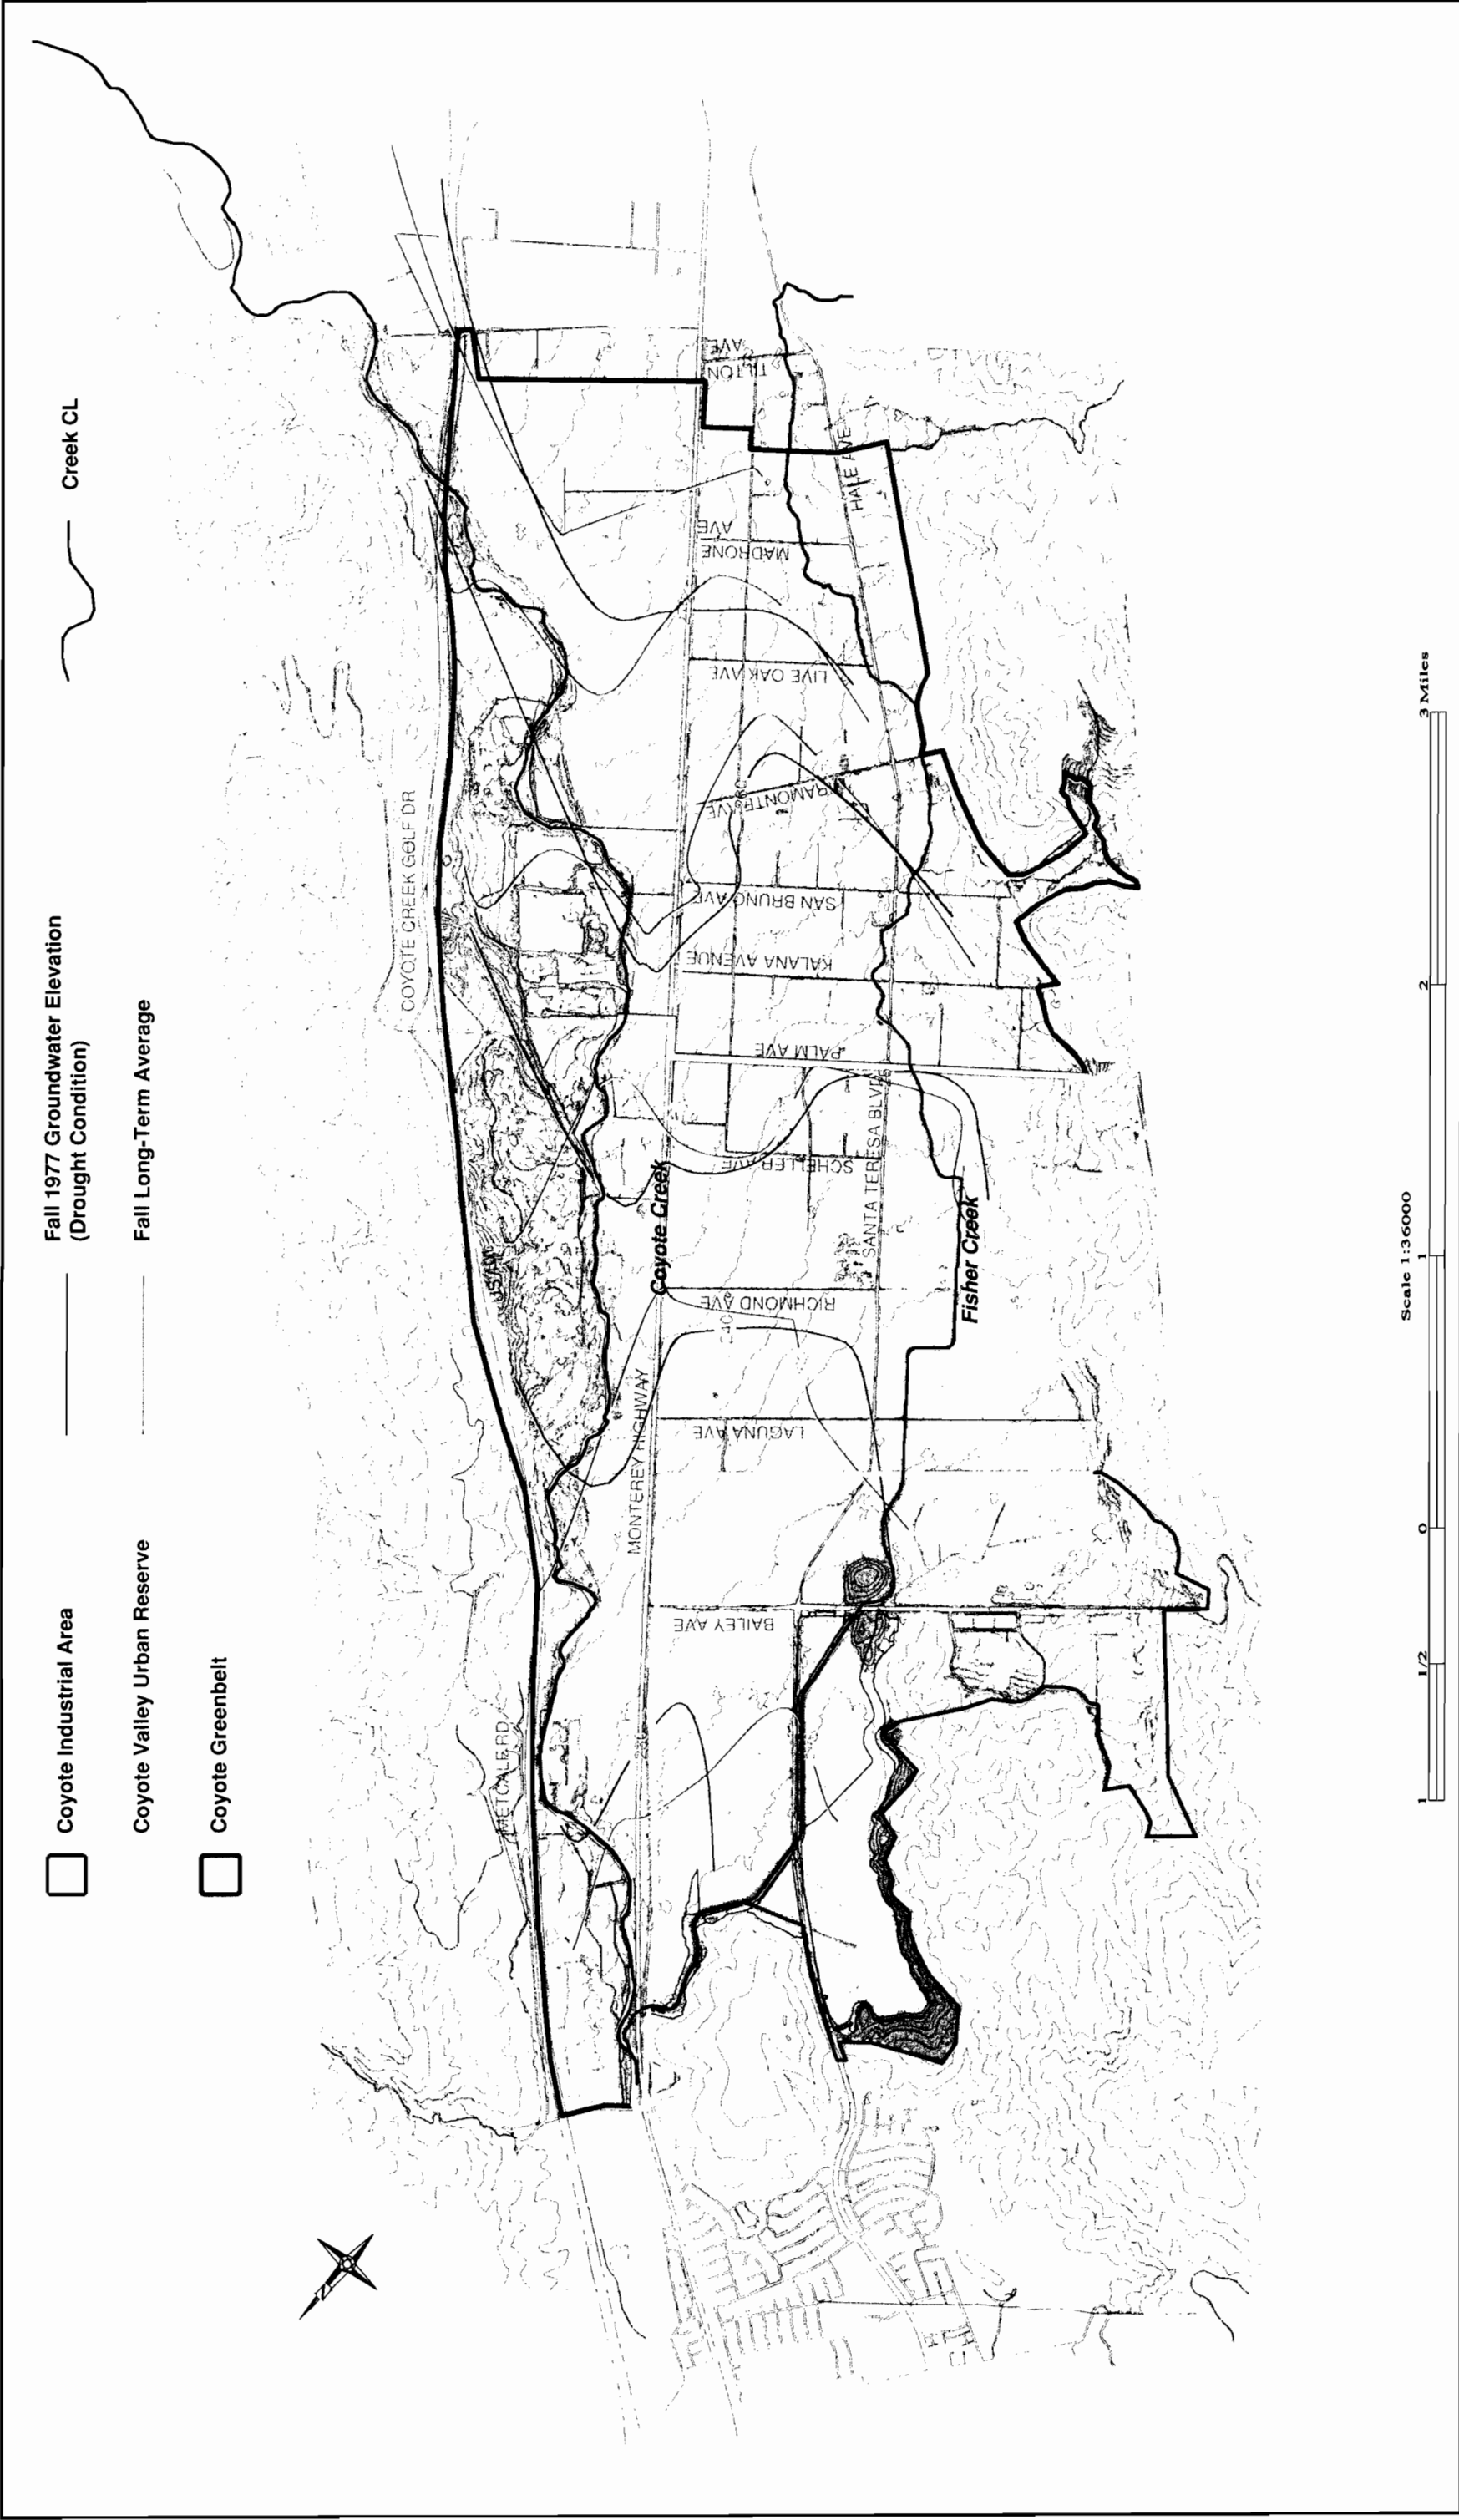 Coyote Industrial Area
Coyote Valley Urban Reserve
Coyote Greenbelt
Fall 1977 Groundwater Elevation
(Drought Condition)
Fall Long-Term Average
Creek CL
COYOTE CREEK GOLF DR
METCALF RD
MONTEREY HIGHWAY
Coyote Creek
Fisher Creek
SANTA TERESA BLVD
HALE AVE
TILTON
AVE
MADRONE
AVE
LIVE OAK AVE
SAN BRUNO AVE
KALANA AVENUE
PALM AVE
SCHELLER AVE
RICHMOND AVE
LAGUNA AVE
BAILEY AVE
Scale 1:36000
1
1/2
0
1
2
3 Miles